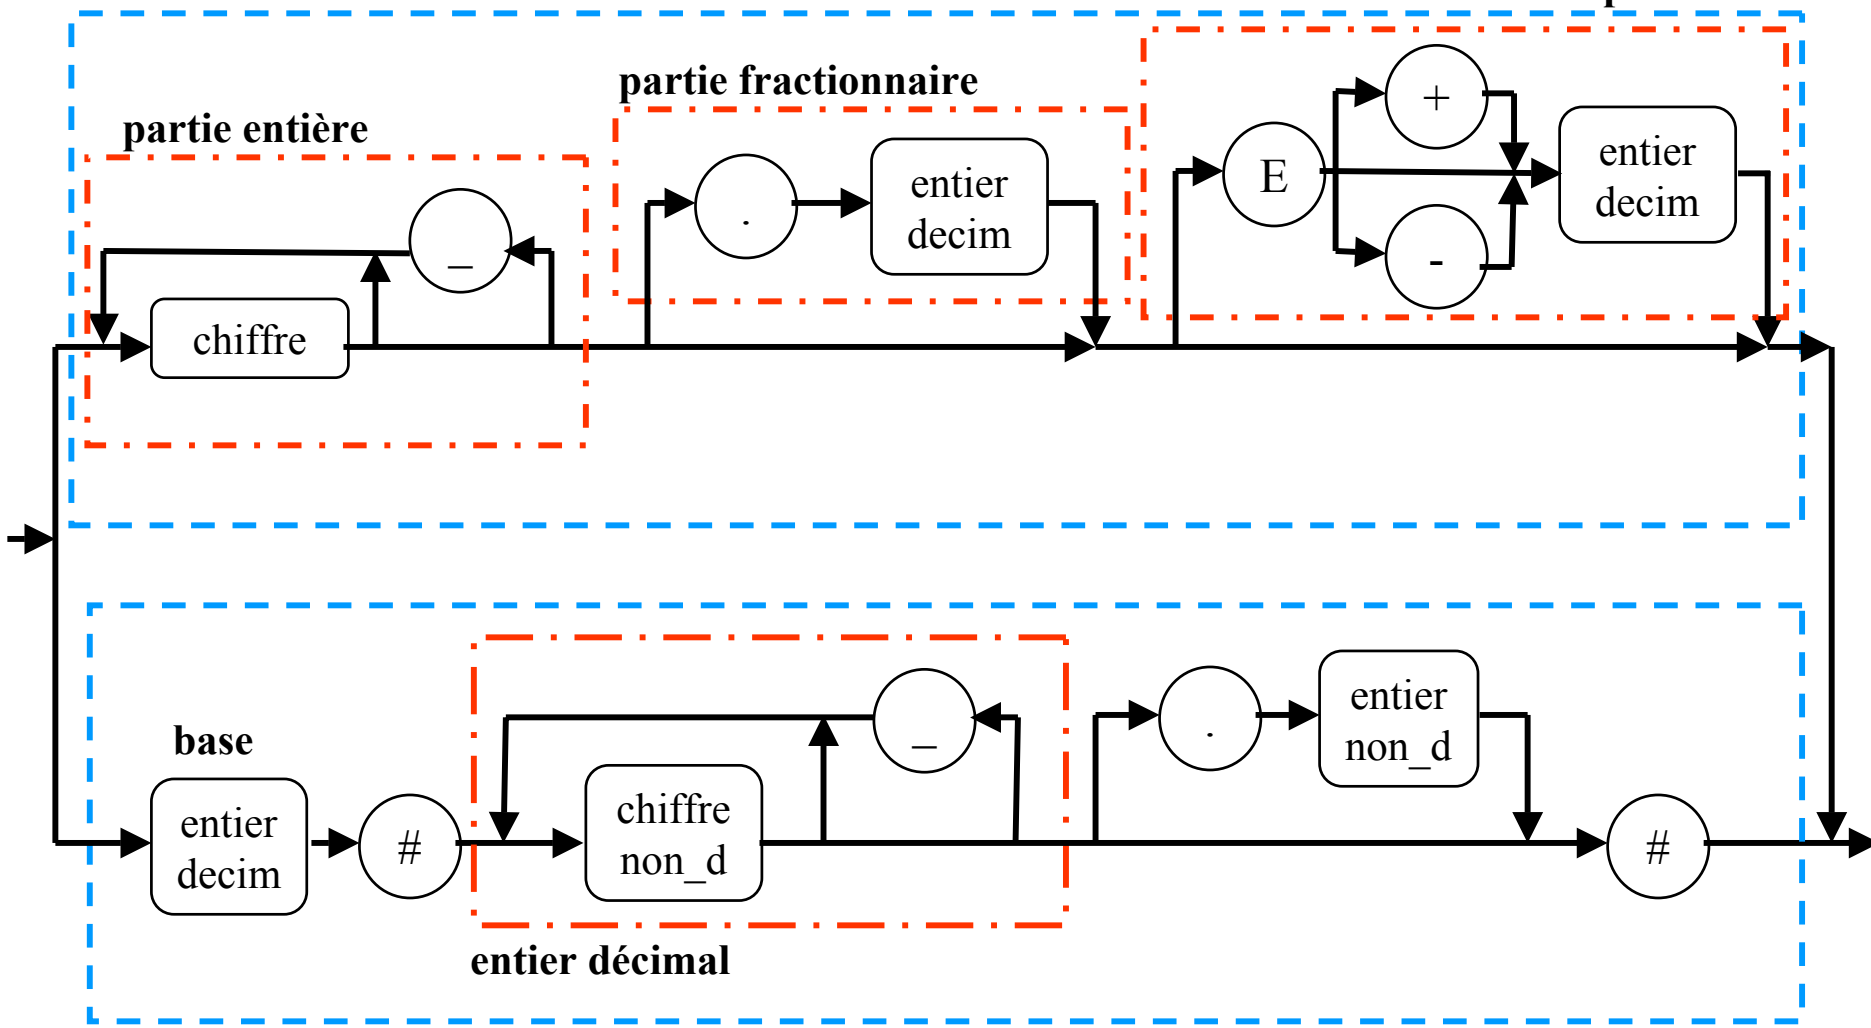 partie fractionnaire
partie entière
+
E
entier
decim
.
entier
decim
-
_
chiffre
base
entier
decim
#
_
chiffre
non_d
.
entier
non_d
#
entier décimal